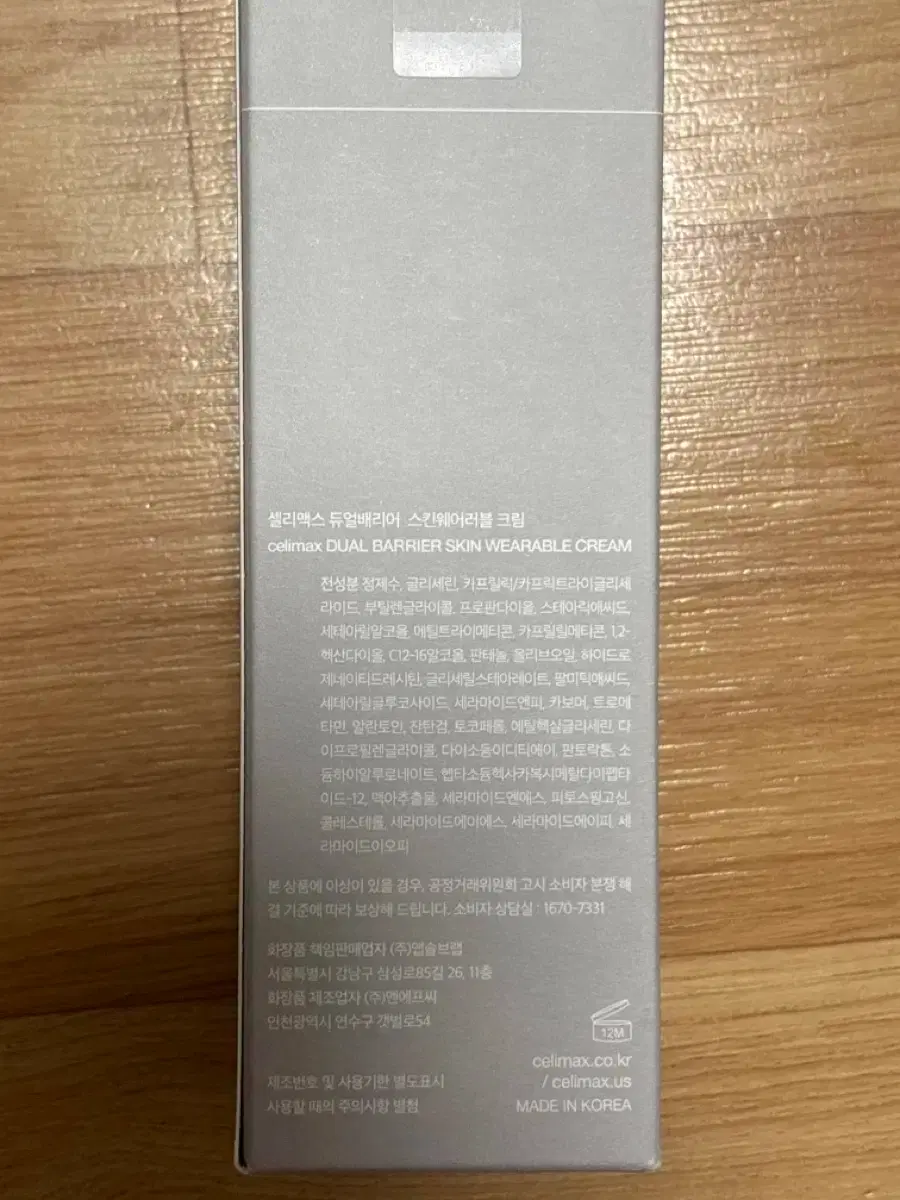 셀리맥스 듀얼배리어 스킨웨어러블 크림
celimax DUAL BARRIER SKIN WEARABLE CREAM
전성분 정제수, 글리세린, 카프릴릭/카프릭트라이글리세
라이드, 부틸렌글라이콜, 프로판다이올, 스테아릭애씨드,
세테아릴알코올, 메틸트라이메티콘, 카프릴릴메티콘, 1,2-
헥산다이올, C12-16알코올, 판테놀, 올리브오일, 하이드로
제네이티드레시틴, 글리세릴스테아레이트, 팔미틱애씨드,
세테아릴글루코사이드, 세라마이드엔피, 카보머, 트로메
타민, 알란토인, 잔탄검, 토코페롤, 에틸헥실글리세린, 다
이프로필렌글라이콜, 다이소듐이디티에이, 판토락톤, 소
듐하이알루로네이트, 헵타소듐헥사카복시메틸다이펩타
이드-12, 맥아추출물, 세라마이드엔에스, 피토스핑고신,
콜레스테롤, 세라마이드에이에스, 세라마이드에이피, 세
라마이드이오피
본 상품에 이상이 있을 경우, 공정거래위원회 고시 소비자 분쟁 해
결 기준에 따라 보상해 드립니다. 소비자 상담실 : 1670-7331
화장품 책임판매업자 (주)앱솔브랩
서울특별시 강남구 삼성로85길 26, 11층
화장품 제조업자 (주)엔에프씨
인천광역시 연수구 갯벌로54
12M
celimax.co.kr
/ celimax.us
제조번호 및 사용기한 별도표시
사용할 때의 주의사항 별첨
MADE IN KOREA